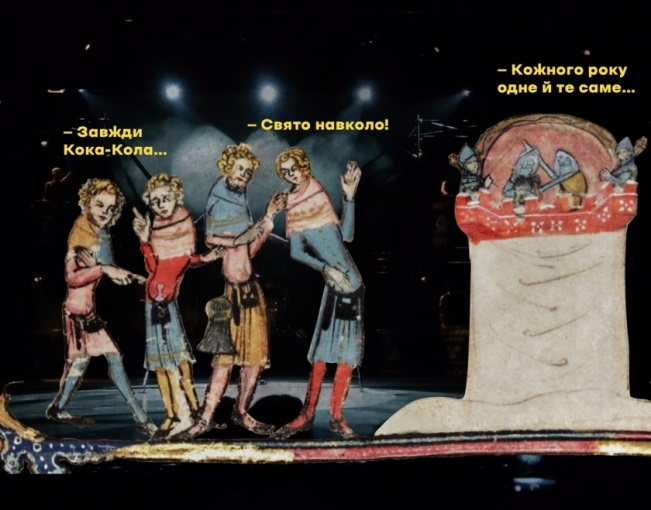 – Завжди
Кока-Кола...
– Свято навколо!
– Кожного року
одне й те саме...